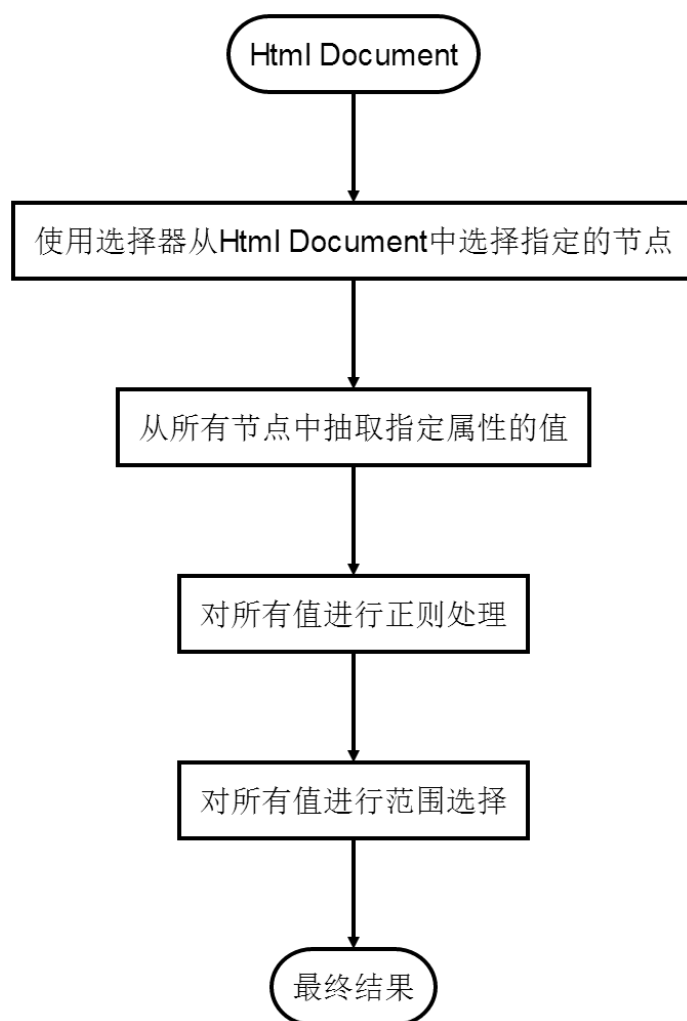 Html Document
使用选择器从Html Document中选择指定的节点
从所有节点中抽取指定属性的值
对所有值进行正则处理
对所有值进行范围选择
最终结果